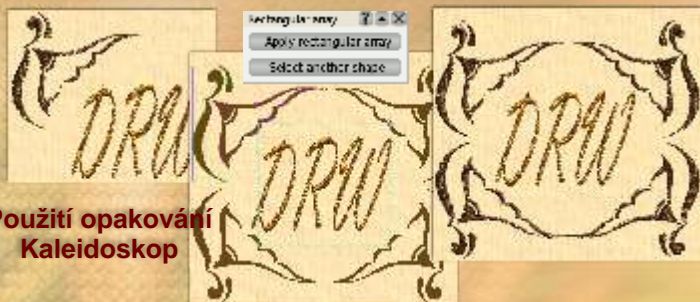 Rectangular array
Apply rectangular array
Select another shape
DRW
DRW
DRW
Použití opakování
Kaleidoskop